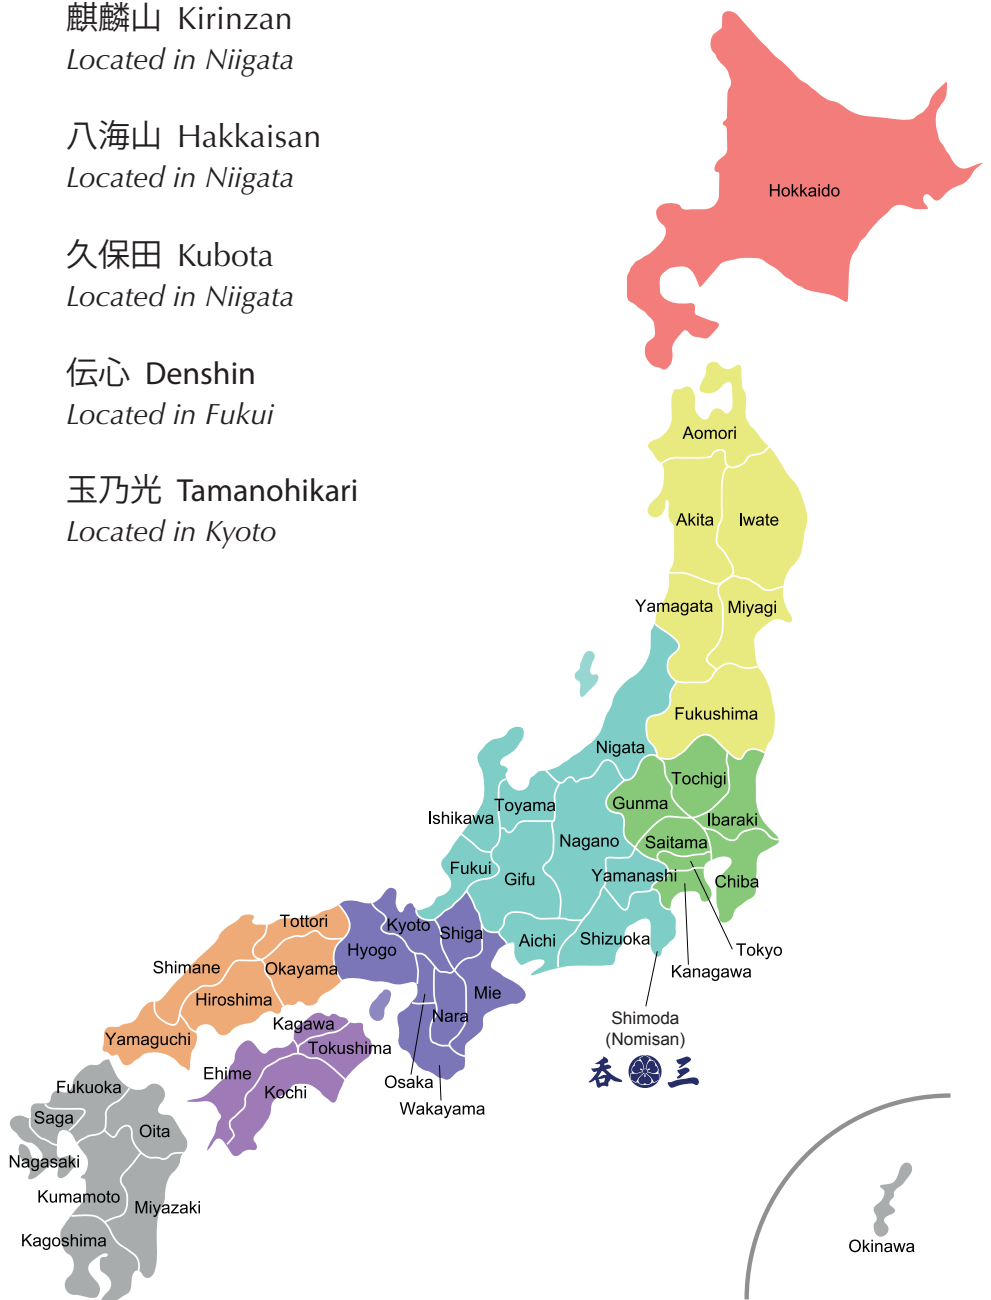 麒麟山 Kirinzan
Located in Niigata
八海山 Hakkaisan
Located in Niigata
久保田 Kubota
Located in Niigata
伝心 Denshin
Located in Fukui
玉乃光 Tamanohikari
Located in Kyoto
Hokkaido
Aomori
Akita
Iwate
Yamagata
Miyagi
Fukushima
Nigata
Tochigi
Gunma
Ibaraki
Toyama
Ishikawa
Nagano
Saitama
Fukui
Gifu
Yamanashi
Chiba
Tottori
Kyoto
Shiga
Hyogo
Aichi
Shizuoka
Tokyo
Kanagawa
Shimane
Okayama
Hiroshima
Mie
Nara
Shimoda
(Nomisan)
呑 三
Kagawa
Yamaguchi
Tokushima
Ehime
Kochi
Osaka
Wakayama
Fukuoka
Saga
Oita
Nagasaki
Kumamoto
Miyazaki
Kagoshima
Okinawa